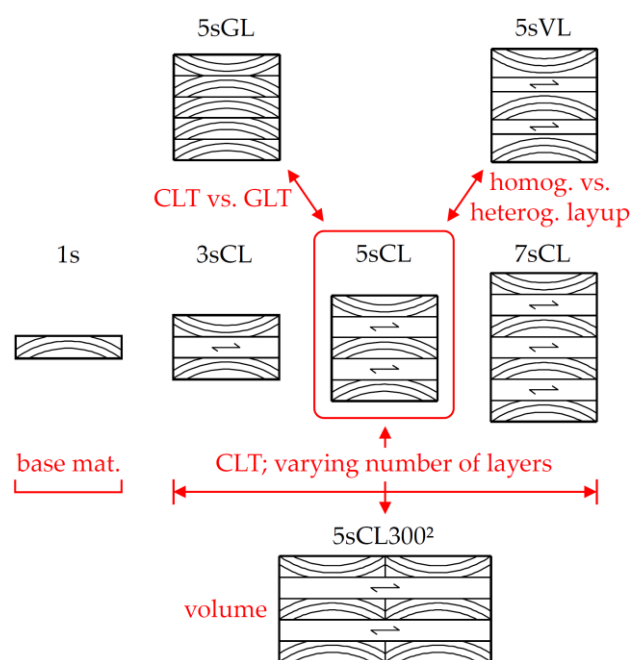 5sGL
5sVL
CLT vs. GLT
homog. vs.
heterog. layup
1s
3sCL
5sCL
7sCL
base mat.
CLT; varying number of layers
5sCL300²
volume